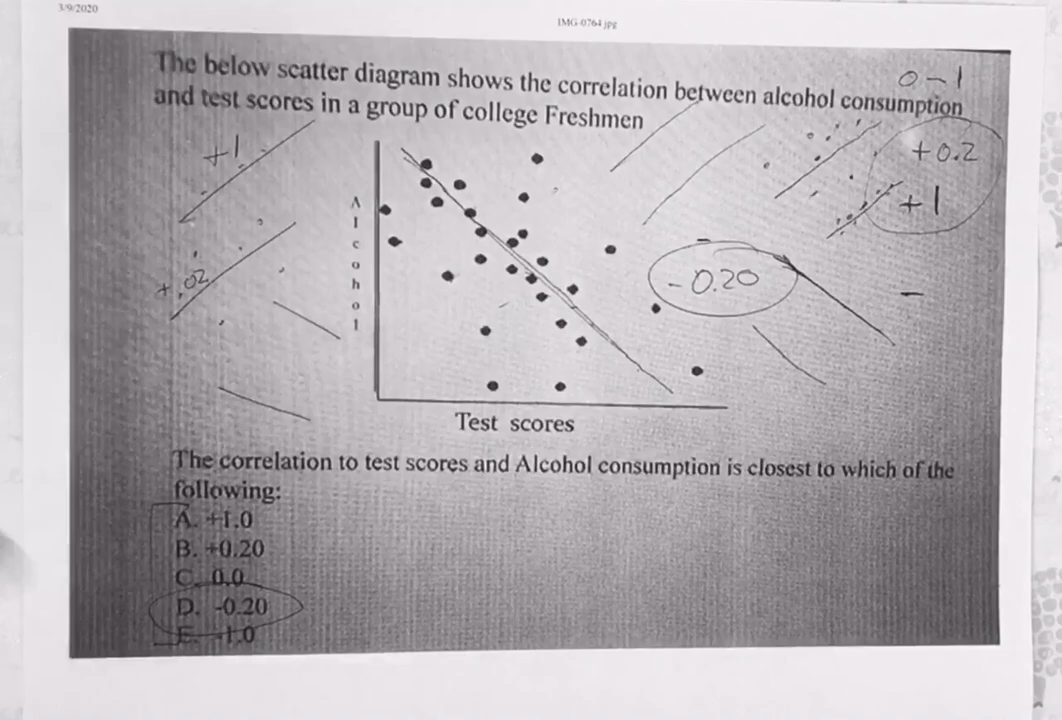 3/9/2020
IMG-0764.jpg
The below scatter diagram shows the correlation between alcohol consumption
and test scores in a group of college Freshmen
0-1
+1
+0.2
+1
+.02
-0.20
-
Alcohol
Test scores
The correlation to test scores and Alcohol consumption is closest to which of the
following:
A. +1.0
B. +0.20
C. 0.0
D. -0.20
E. -1.0